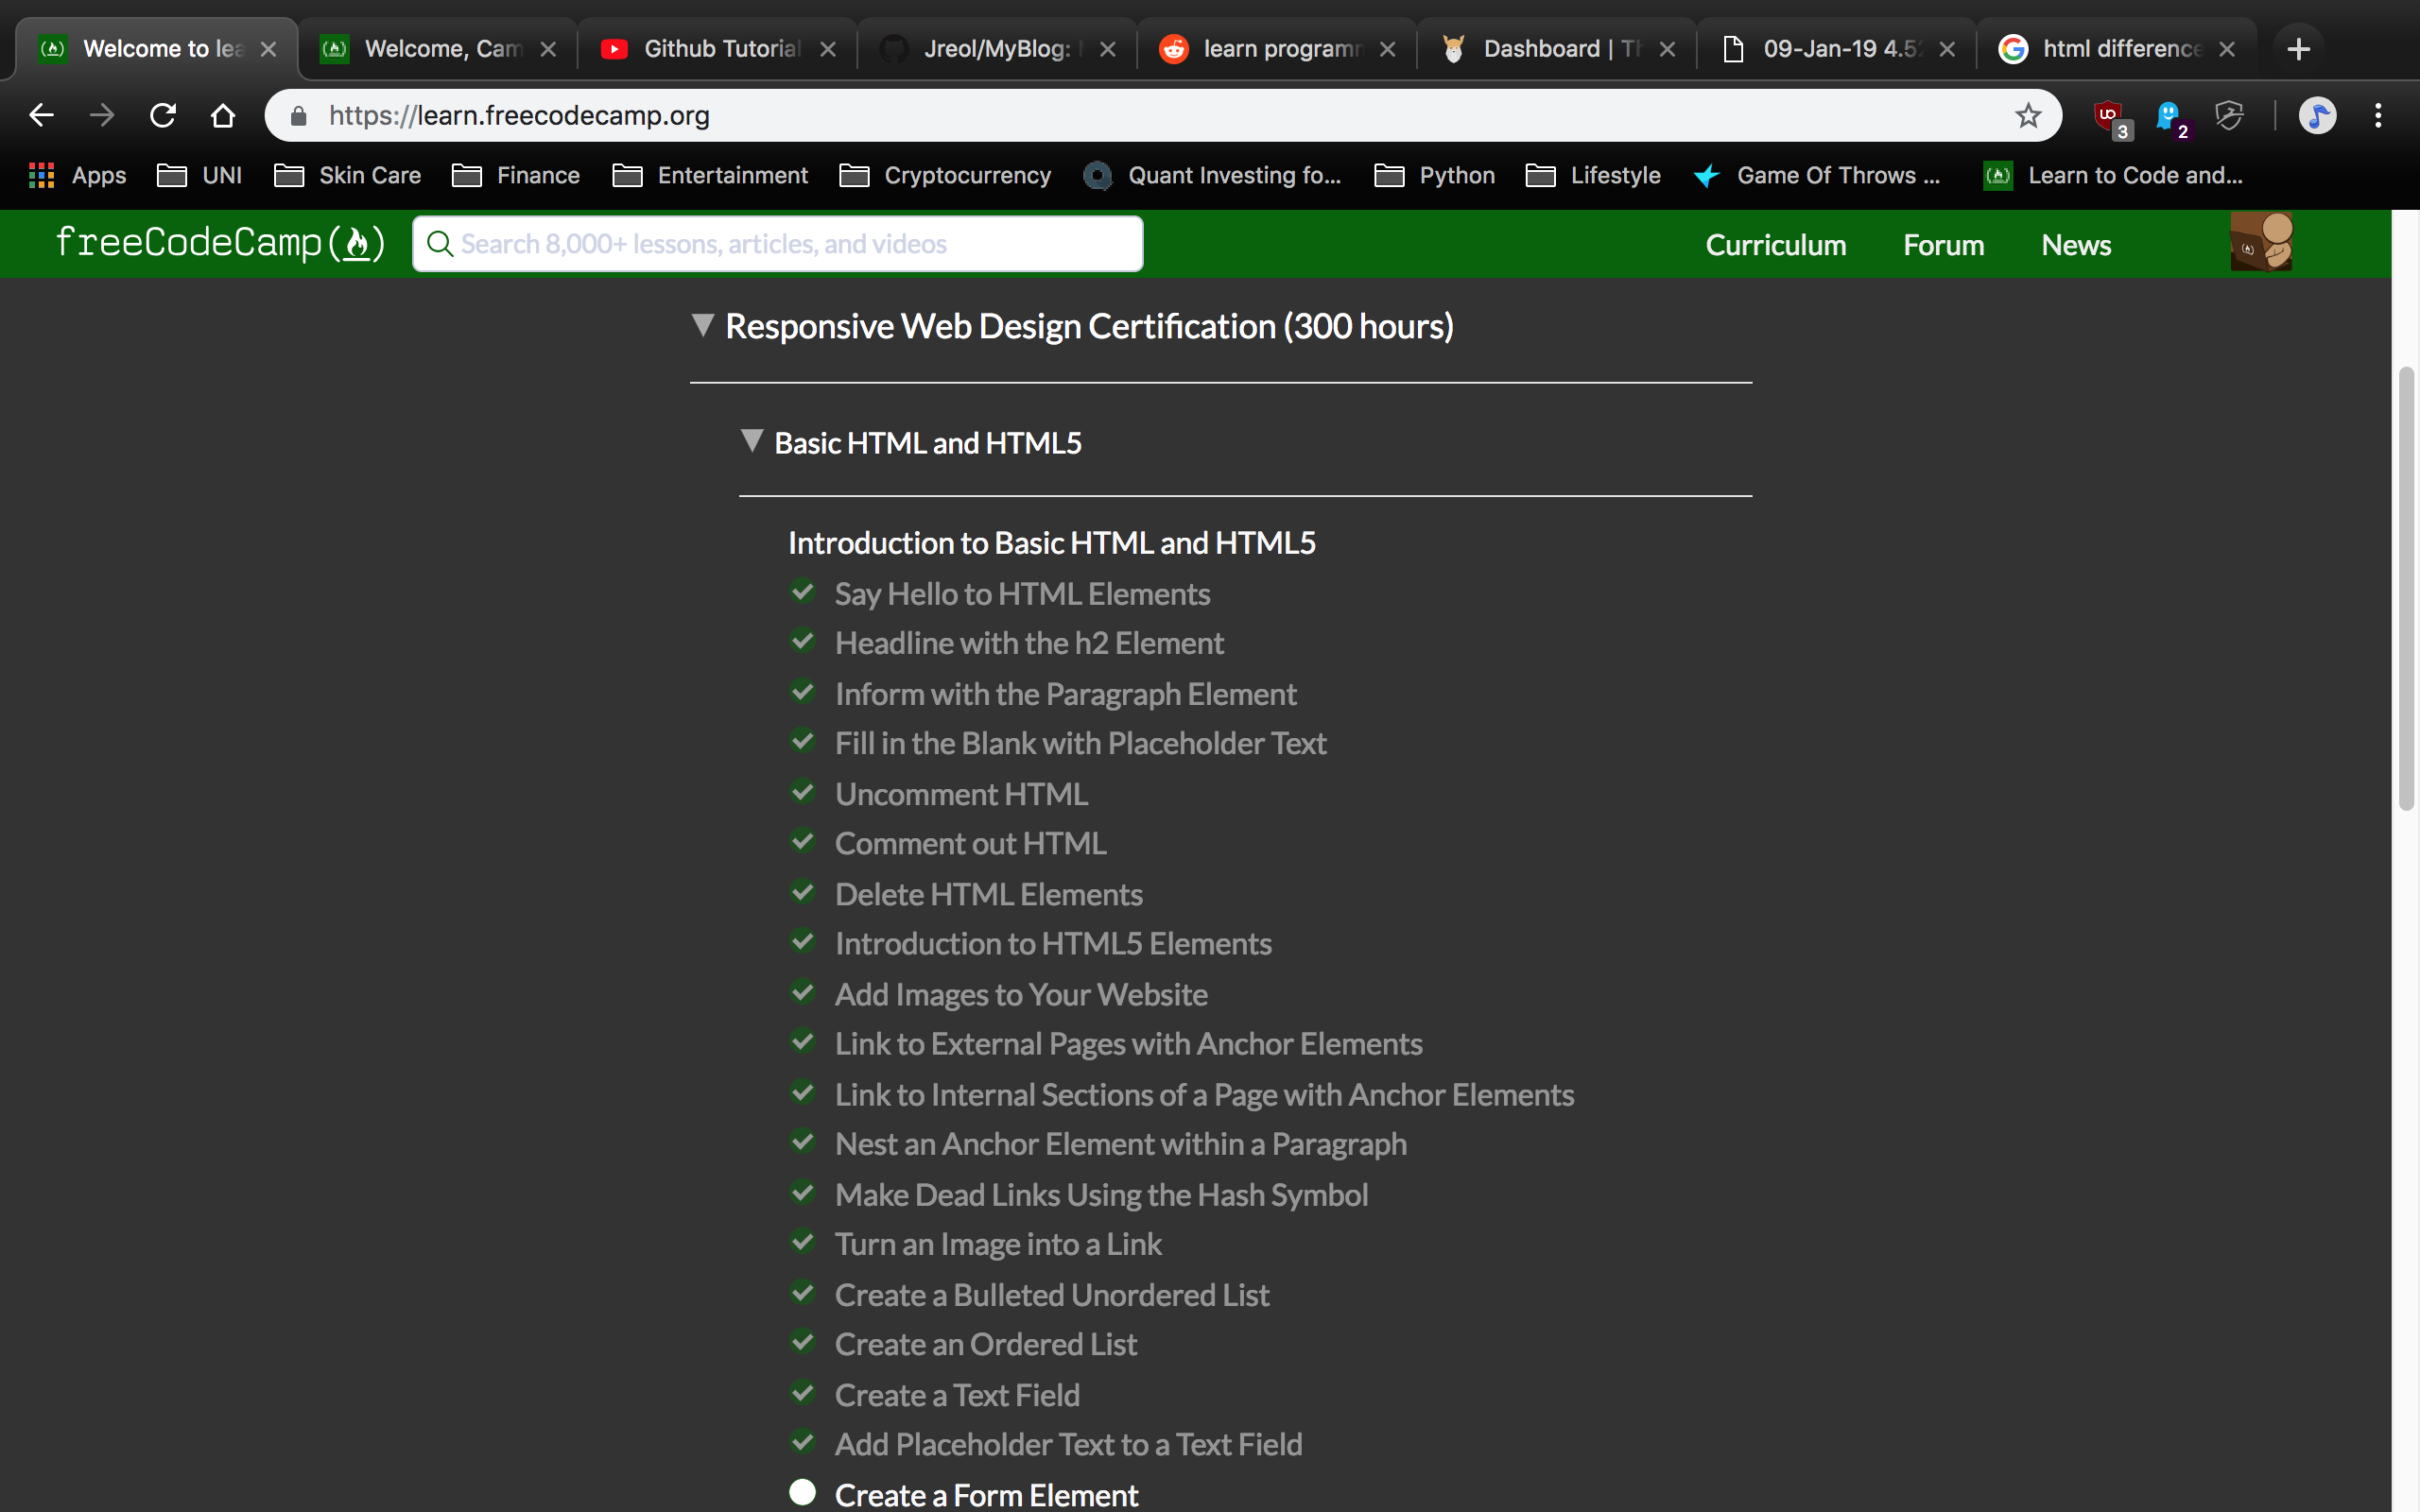 Welcome to lea
Welcome, Cam
Github Tutorial
Jreol/MyBlog:
learn programm
Dashboard | Th
09-Jan-19 4.52
html difference
https://learn.freecodecamp.org
3
2
Apps
UNI
Skin Care
Finance
Entertainment
Cryptocurrency
Quant Investing fo...
Python
Lifestyle
Game Of Throws ...
Learn to Code and...
freeCodeCamp
Search 8,000+ lessons, articles, and videos
Curriculum
Forum
News
Responsive Web Design Certification (300 hours)
Basic HTML and HTML5
Introduction to Basic HTML and HTML5
Say Hello to HTML Elements
Headline with the h2 Element
Inform with the Paragraph Element
Fill in the Blank with Placeholder Text
Uncomment HTML
Comment out HTML
Delete HTML Elements
Introduction to HTML5 Elements
Add Images to Your Website
Link to External Pages with Anchor Elements
Link to Internal Sections of a Page with Anchor Elements
Nest an Anchor Element within a Paragraph
Make Dead Links Using the Hash Symbol
Turn an Image into a Link
Create a Bulleted Unordered List
Create an Ordered List
Create a Text Field
Add Placeholder Text to a Text Field
Create a Form Element